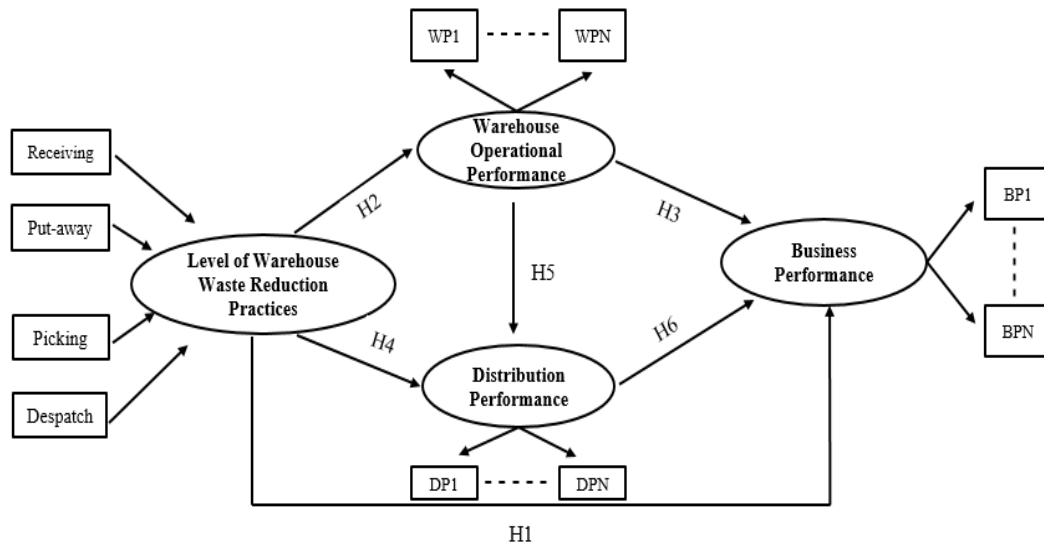 WP1
WPN
Warehouse
Operational
Performance
Receiving
Put-away
Picking
Despatch
Level of Warehouse
Waste Reduction
Practices
H2
H3
H5
H4
H6
Business
Performance
BP1
BPN
Distribution
Performance
DP1
DPN
H1